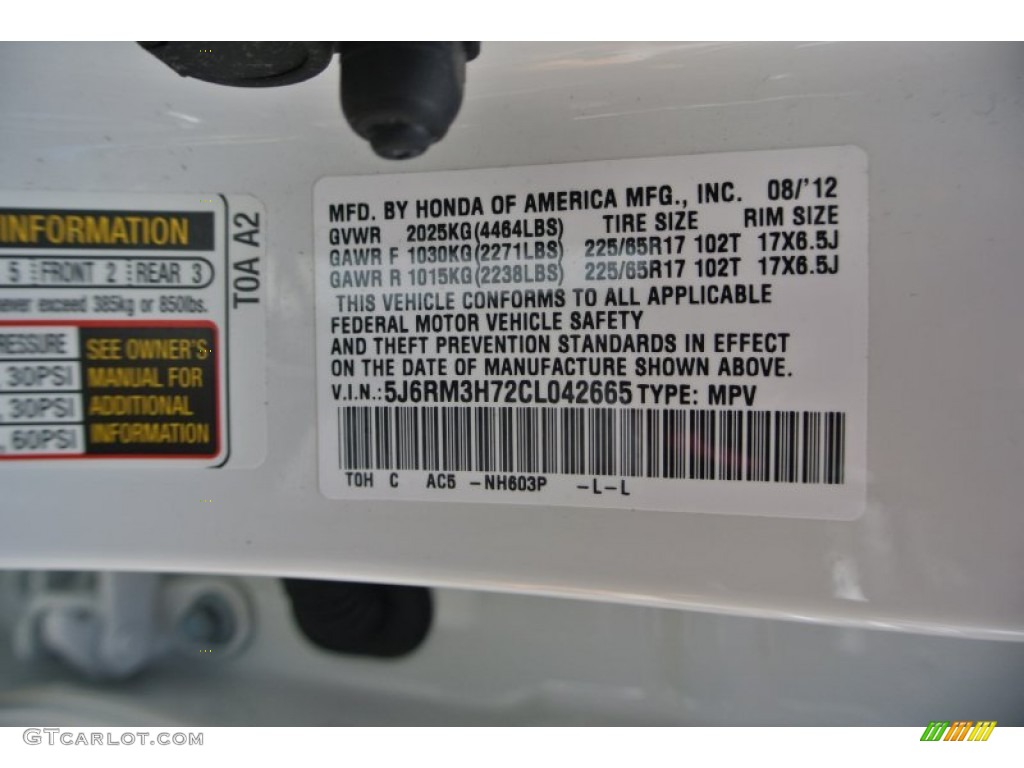 MFD. BY HONDA OF AMERICA MFG., INC. 08/'12
GVWR 2025KG(4464LBS) TIRE SIZE RIM SIZE
GAWR F 1030KG(2271LBS) 225/65R17 102T 17X6.5J
GAWR R 1015KG(2238LBS) 225/65R17 102T 17X6.5J
THIS VEHICLE CONFORMS TO ALL APPLICABLE
FEDERAL MOTOR VEHICLE SAFETY
AND THEFT PREVENTION STANDARDS IN EFFECT
ON THE DATE OF MANUFACTURE SHOWN ABOVE.
V.I.N.:5J6RM3H72CL042665 TYPE: MPV
T0H C AC5 -NH603P -L-L
INFORMATION
5 FRONT 2 REAR 3
exceed 385kg or 850lbs.
SEE OWNER'S
30PSI MANUAL FOR
30PSI ADDITIONAL
60PSI INFORMATION
T0A A2
GTcarlot.com